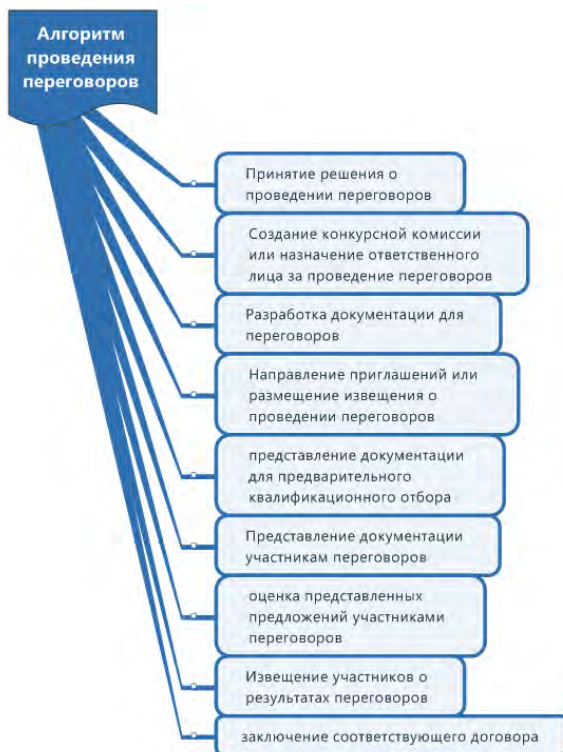 Алгоритм
проведения
переговоров
Принятие решения о
проведении переговоров
Создание конкурсной комиссии
или назначение ответственного
лица за проведение переговоров
Разработка документации для
переговоров
Направление приглашений или
размещение извещения о
проведении переговоров
представление документации
для предварительного
квалификационного отбора
Представление документации
участникам переговоров
оценка представленных
предложений участниками
переговоров
Извещение участников о
результатах переговоров
заключение соответствующего договора